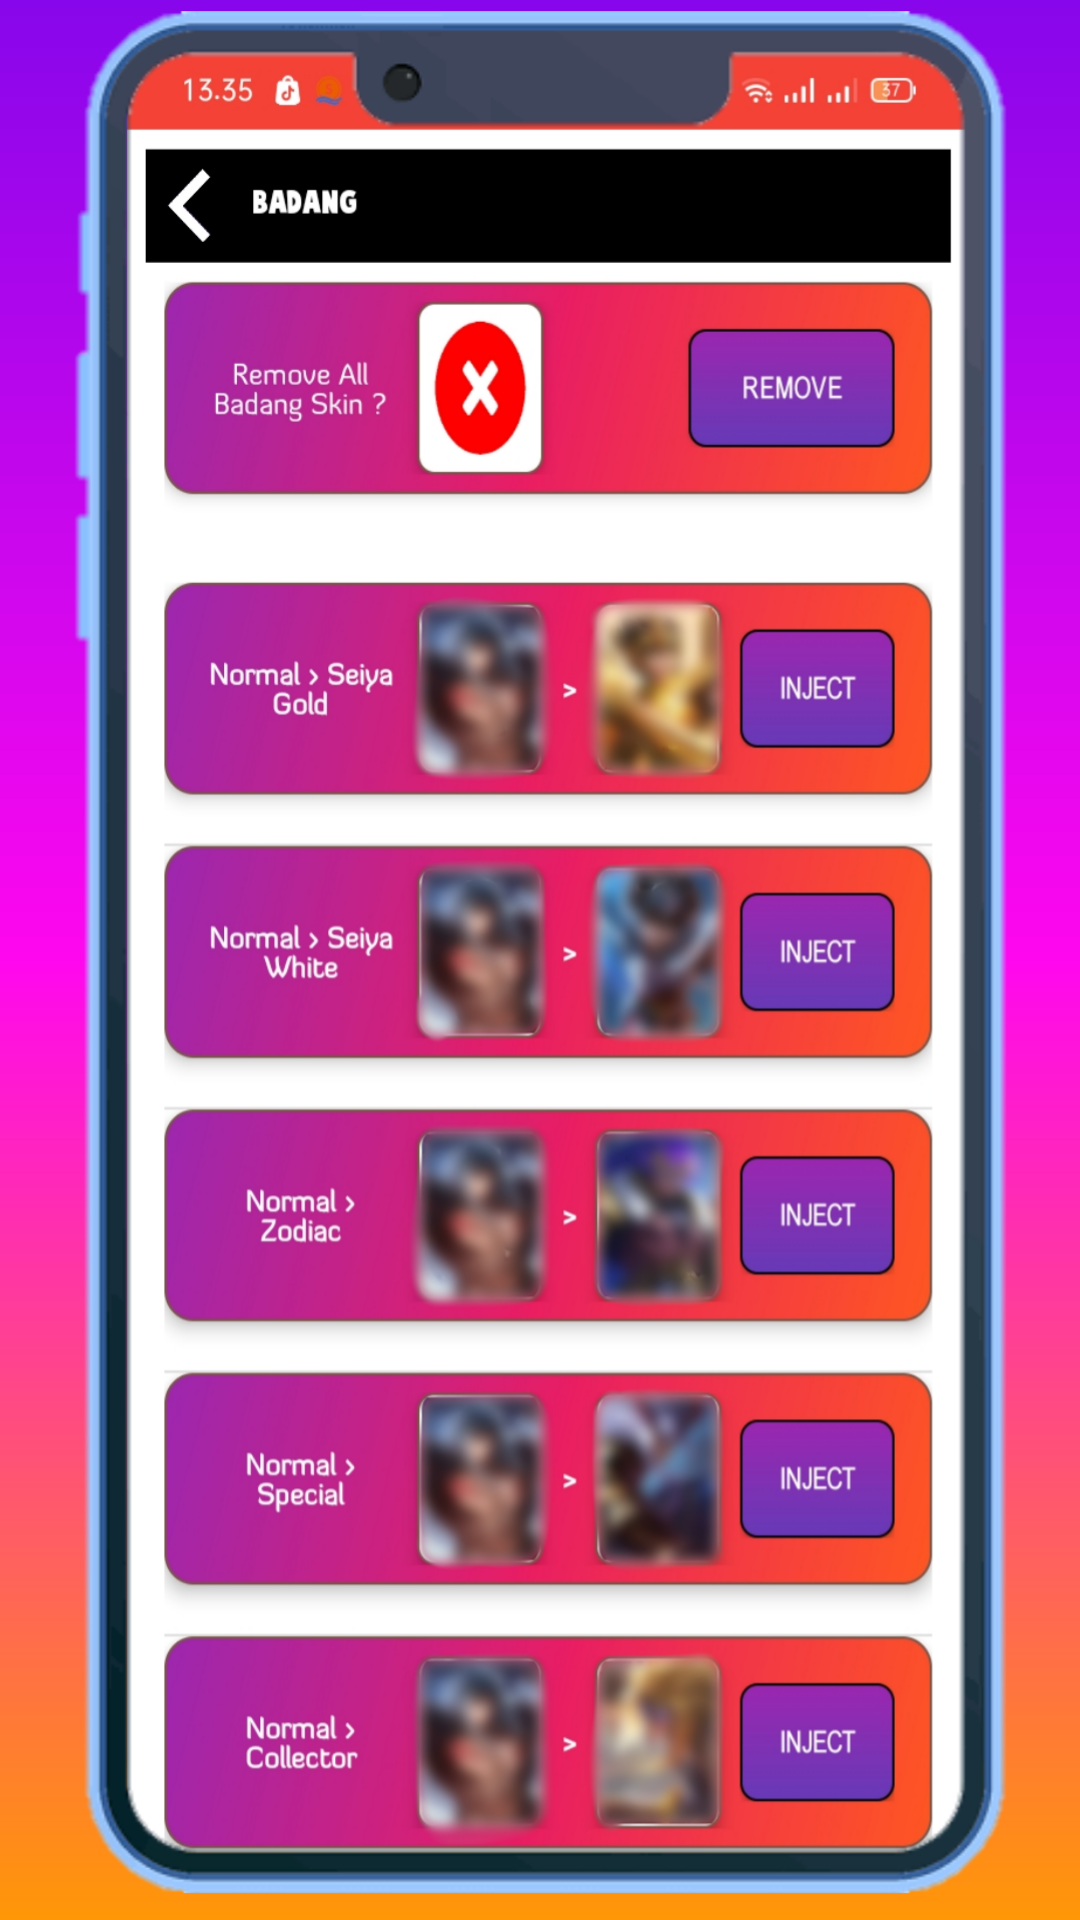 13.35
37
BADANG
Remove All
Badang Skin ?
X
REMOVE
Normal > Seiya
Gold
>
INJECT
Normal > Seiya
White
>
INJECT
Normal >
Zodiac
>
INJECT
Normal >
Special
>
INJECT
Normal >
Collector
>
INJECT